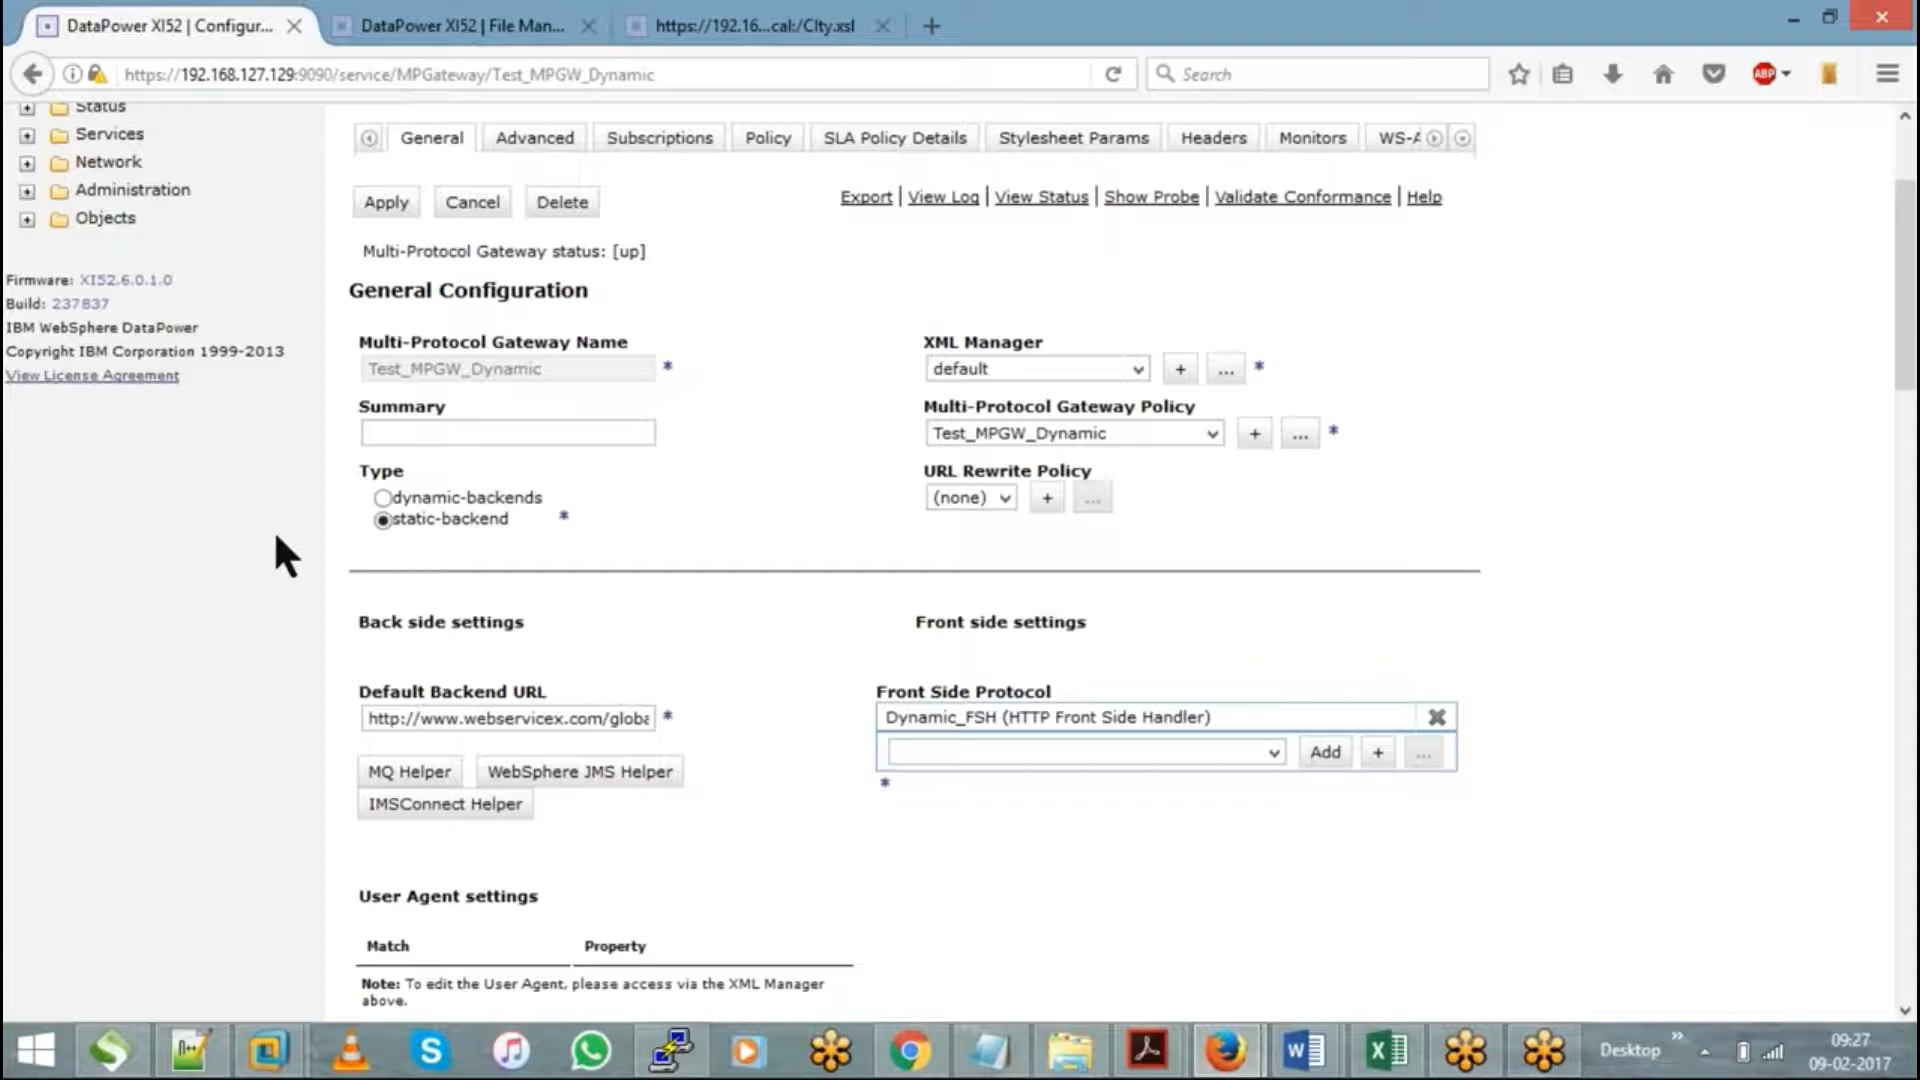 DataPower XI52 | Configur...
DataPower XI52 | File Man...
https://192.16...cal:/CIty.xsl
https://192.168.127.129:9090/service/MPGateway/Test_MPGW_Dynamic
Search
ABP
Status
Services
Network
Administration
Objects
Firmware: XI52.6.0.1.0
Build: 237837
IBM WebSphere DataPower
Copyright IBM Corporation 1999-2013
View License Agreement
General
Advanced
Subscriptions
Policy
SLA Policy Details
Stylesheet Params
Headers
Monitors
WS-A
Apply
Cancel
Delete
Export | View Log | View Status | Show Probe | Validate Conformance | Help
Multi-Protocol Gateway status: [up]
General Configuration
Multi-Protocol Gateway Name
Test_MPGW_Dynamic *
Summary
Type
dynamic-backends
static-backend *
XML Manager
default + ... *
Multi-Protocol Gateway Policy
Test_MPGW_Dynamic + ... *
URL Rewrite Policy
(none) + ...
Back side settings
Front side settings
Default Backend URL
http://www.webservicex.com/globa *
MQ Helper
WebSphere JMS Helper
IMSConnect Helper
Front Side Protocol
Dynamic_FSH (HTTP Front Side Handler)
Add + ...
*
User Agent settings
Match
Property
Note: To edit the User Agent, please access via the XML Manager
above.
Desktop
09:27
09-02-2017